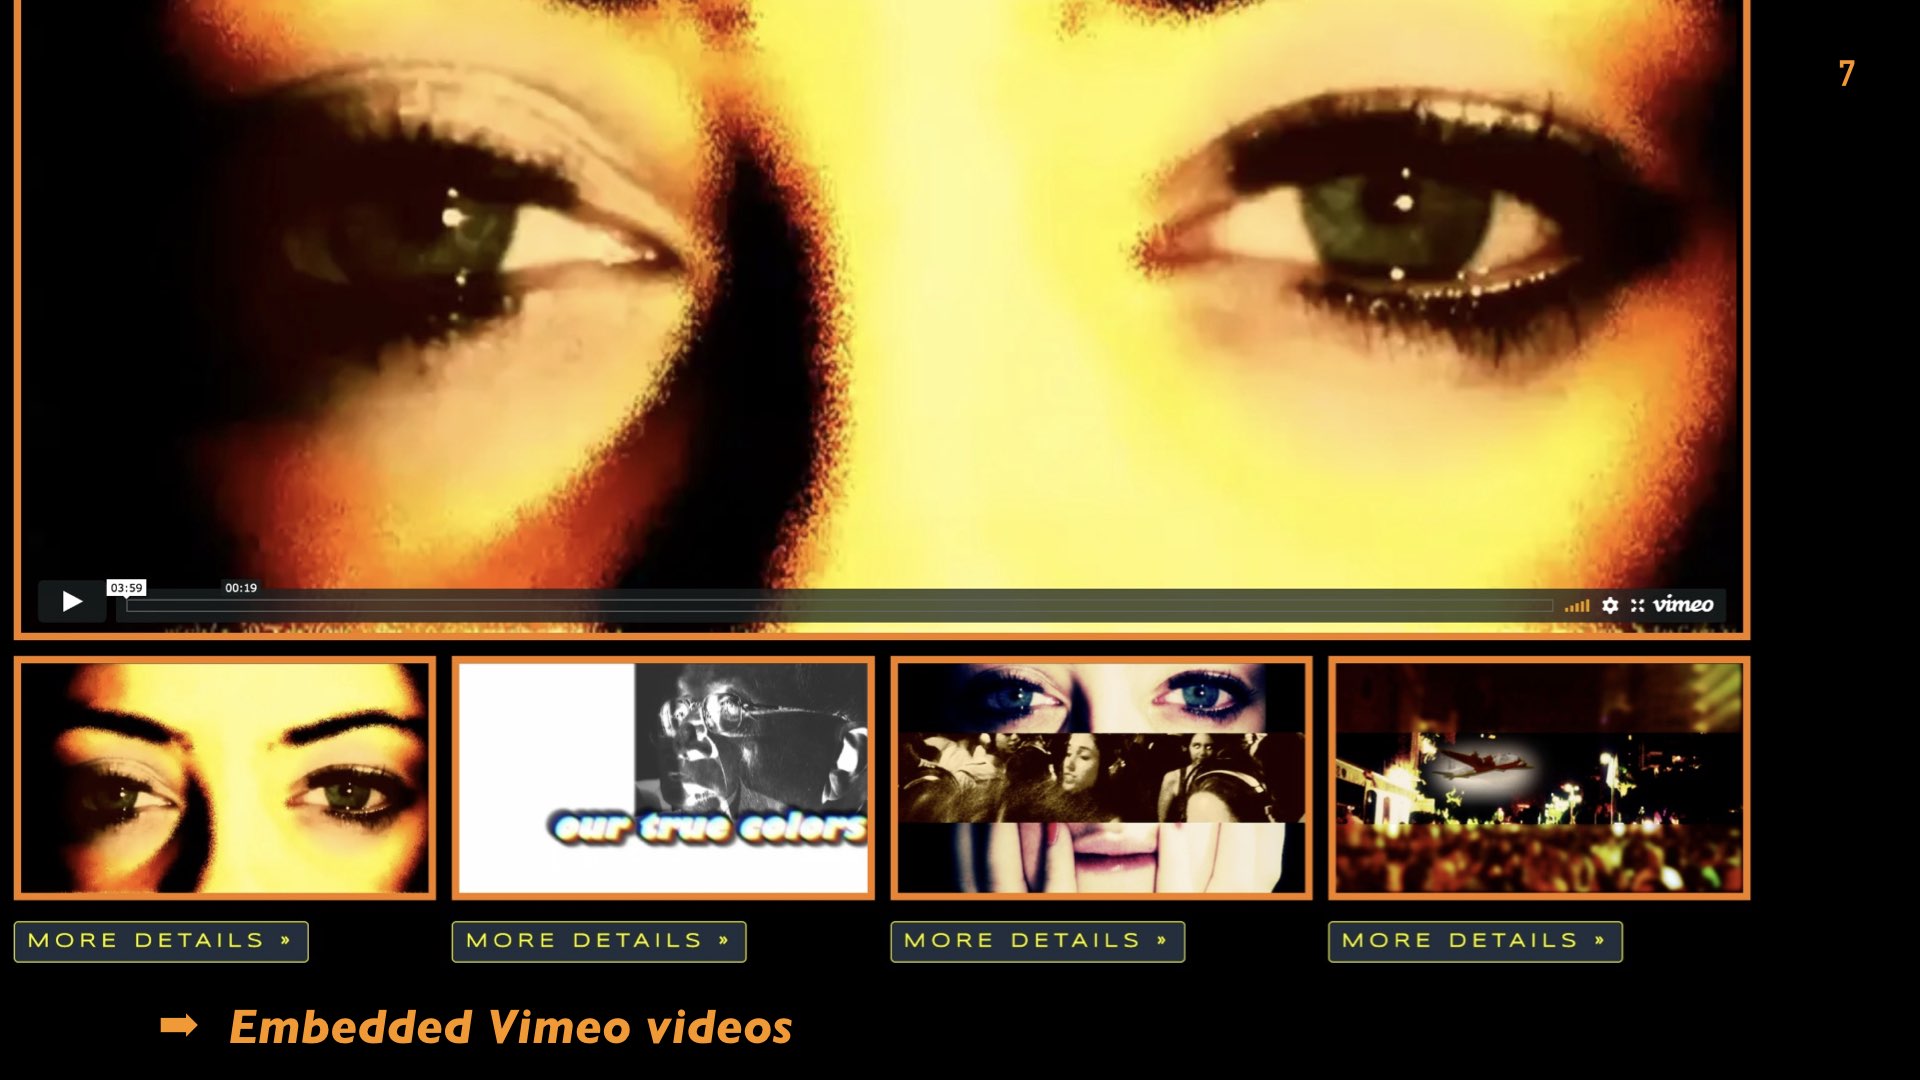 7
03:59
00:19
vimeo
our true colors
MORE DETAILS »
MORE DETAILS »
MORE DETAILS »
MORE DETAILS »
➡ Embedded Vimeo videos